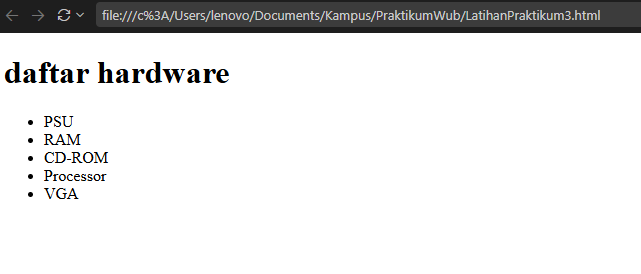 file:///c%3A/Users/lenovo/Documents/Kampus/PraktikumWub/LatihanPraktikum3.html
daftar hardware
PSU
RAM
CD-ROM
Processor
VGA